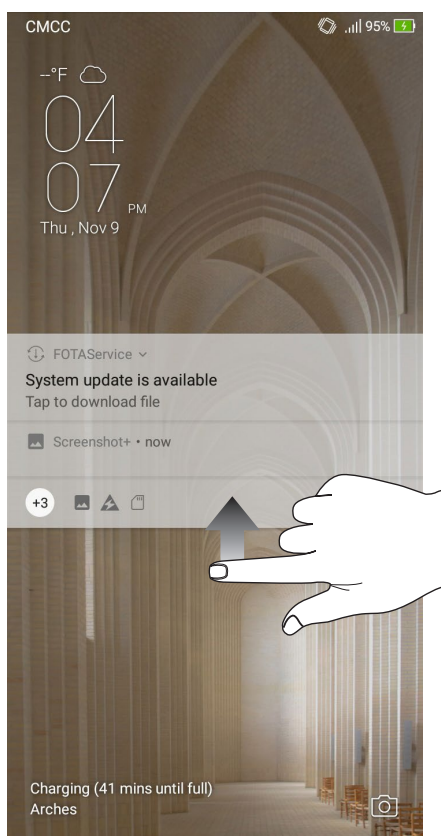 CMCC 95%
--°F
04
07 PM
Thu , Nov 9
FOTAService
System update is available
Tap to download file
Screenshot+ • now
+3
Charging (41 mins until full)
Arches